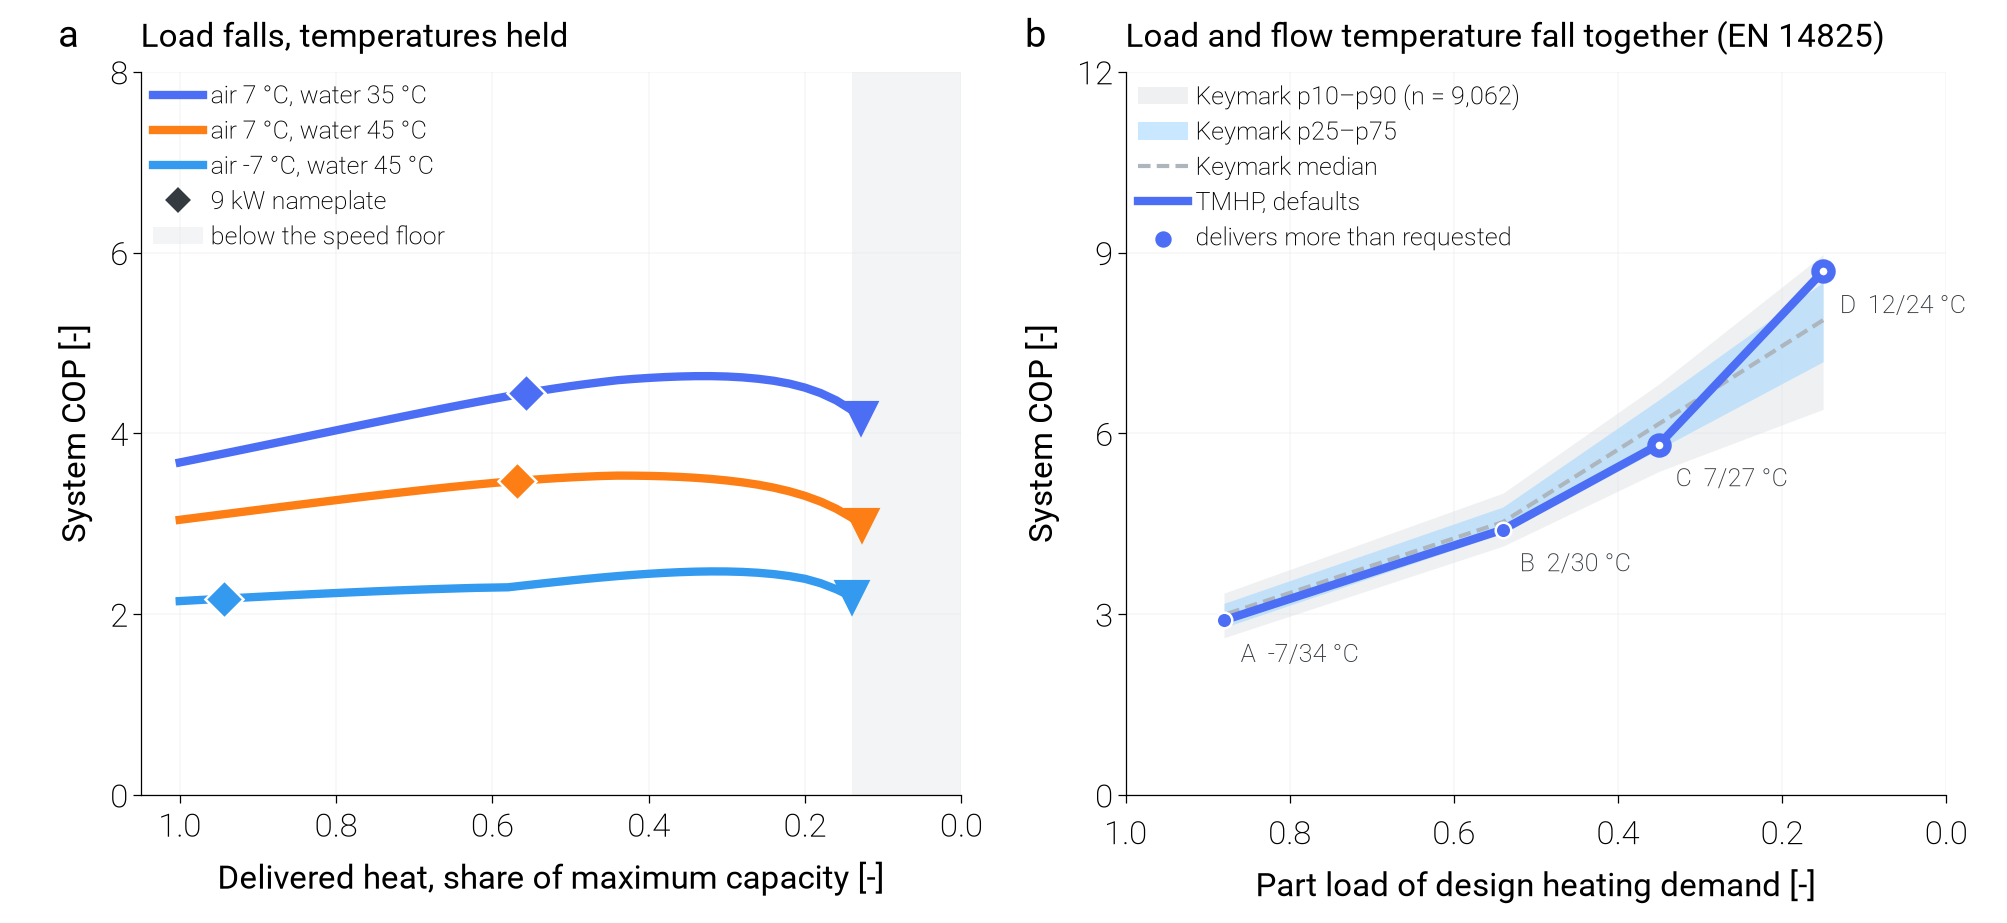 a
Load falls, temperatures held
8
6
4
2
0
System COP [-]
air 7 °C, water 35 °C
air 7 °C, water 45 °C
air -7 °C, water 45 °C
9 kW nameplate
below the speed floor
1.0 0.8 0.6 0.4 0.2 0.0
Delivered heat, share of maximum capacity [-]
b
Load and flow temperature fall together (EN 14825)
12
9
6
3
0
System COP [-]
Keymark p10–p90 (n = 9,062)
Keymark p25–p75
Keymark median
TMHP, defaults
delivers more than requested
D 12/24 °C
C 7/27 °C
B 2/30 °C
A -7/34 °C
1.0 0.8 0.6 0.4 0.2 0.0
Part load of design heating demand [-]